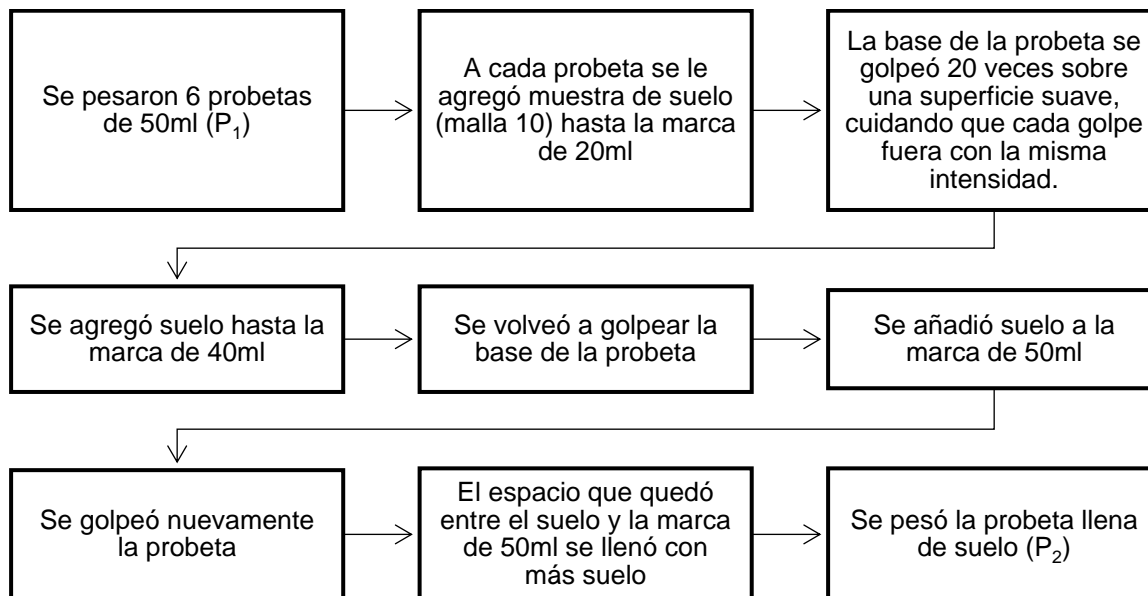 Se pesaron 6 probetas
de 50ml (P₁)
A cada probeta se le
agregó muestra de suelo
(malla 10) hasta la marca
de 20ml
La base de la probeta se
golpeó 20 veces sobre
una superficie suave,
cuidando que cada golpe
fuera con la misma
intensidad.
Se agregó suelo hasta la
marca de 40ml
Se volveó a golpear la
base de la probeta
Se añadió suelo a la
marca de 50ml
Se golpeó nuevamente
la probeta
El espacio que quedó
entre el suelo y la marca
de 50ml se llenó con
más suelo
Se pesó la probeta llena
de suelo (P₂)